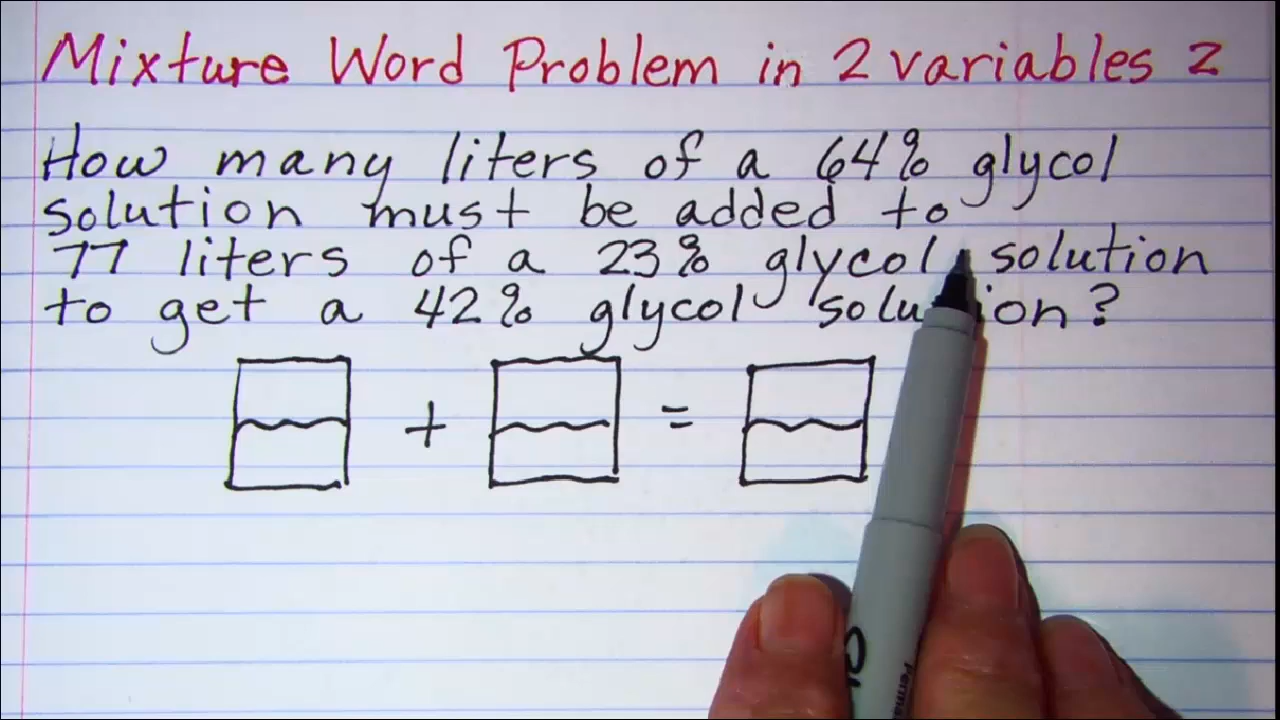 Mixture Word Problem in 2 variables 2
How many liters of a 64% glycol
solution must be added to
77 liters of a 23% glycol solution
to get a 42% glycol solution?
+ =